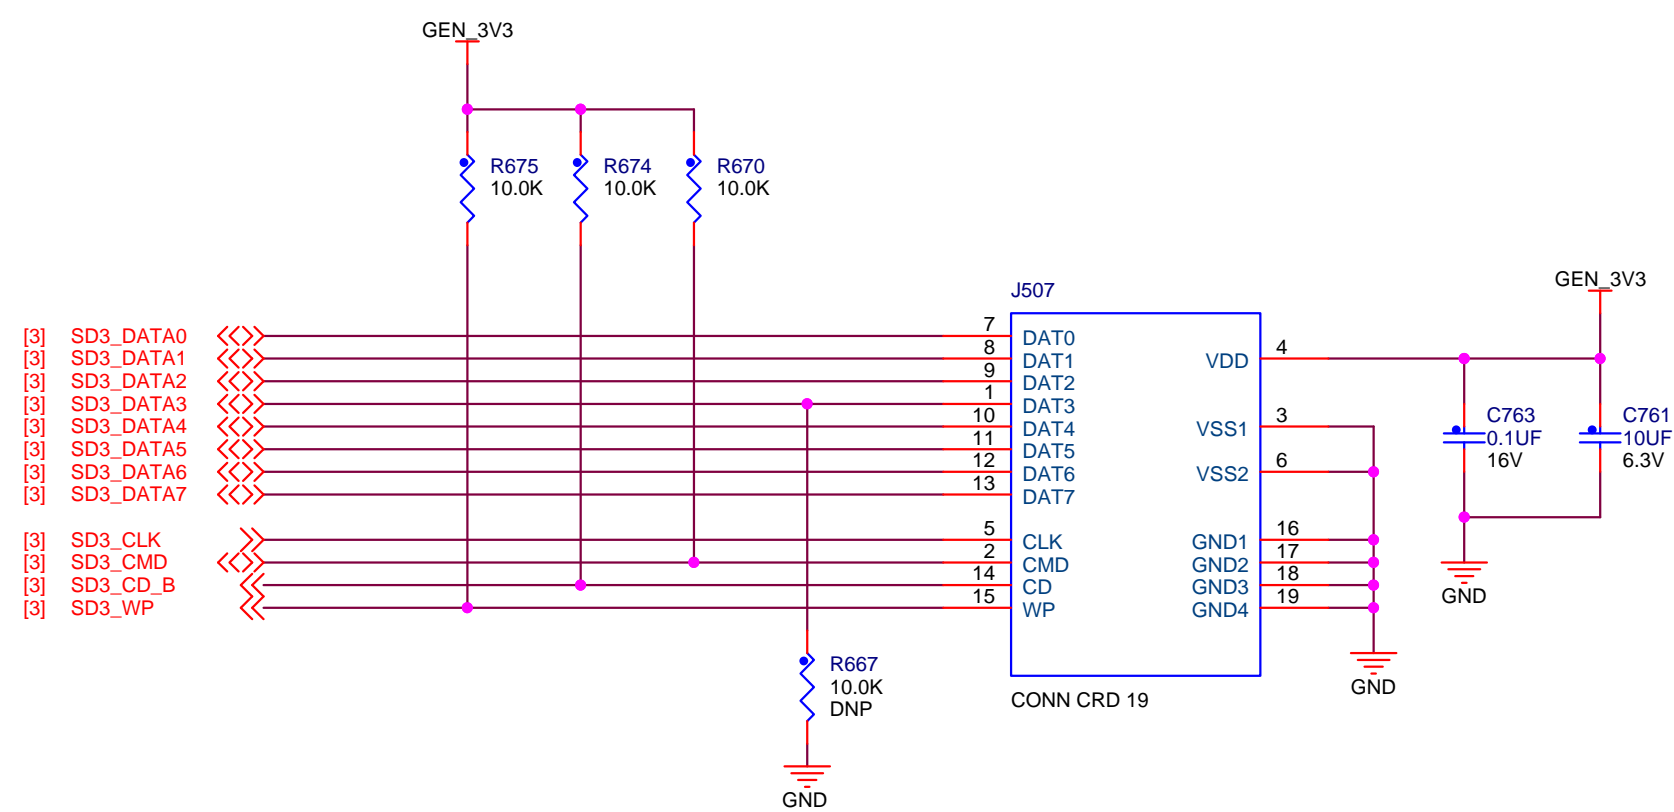 GEN_3V3
R675
10.0K
R674
10.0K
R670
10.0K
GEN_3V3
J507
[3] SD3_DATA0 7 DAT0
[3] SD3_DATA1 8 DAT1 VDD 4
[3] SD3_DATA2 9 DAT2
[3] SD3_DATA3 1 DAT3
[3] SD3_DATA4 10 DAT4 VSS1 3
[3] SD3_DATA5 11 DAT5
[3] SD3_DATA6 12 DAT6 VSS2 6
[3] SD3_DATA7 13 DAT7
[3] SD3_CLK 5 CLK GND1 16
[3] SD3_CMD 2 CMD GND2 17
[3] SD3_CD_B 14 CD GND3 18
[3] SD3_WP 15 WP GND4 19
C763
0.1UF
16V
C761
10UF
6.3V
GND
R667
10.0K
DNP
GND
CONN CRD 19
GND